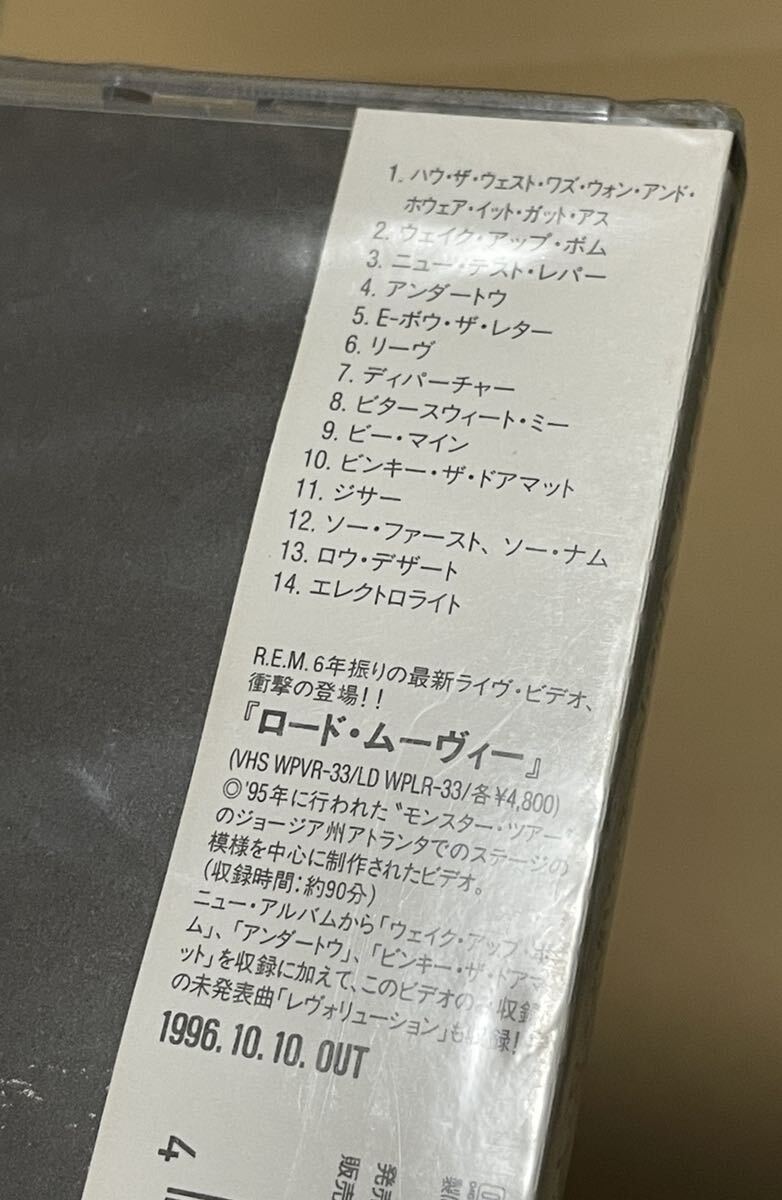 1. ハウ・ザ・ウェスト・ワズ・ウォン・アンド・
ホウェア・イット・ガット・アス
2. ウェイク・アップ・ボム
3. ニュー・テスト・レパー
4. アンダートウ
5. E-ボウ・ザ・レター
6. リーヴ
7. ディパーチャー
8. ビタースウィート・ミー
9. ビー・マイン
10. ビンキー・ザ・ドアマット
11. ジサー
12. ソー・ファースト、ソー・ナム
13. ロウ・デザート
14. エレクトロライト
R.E.M. 6年振りの最新ライヴ・ビデオ、
衝撃の登場!!
『ロード・ムーヴィー』
(VHS WPVR-33/LD WPLR-33/各¥4,800)
◎'95年に行われた〝モンスター・ツアー
のジョージア州アトランタでのステージの
模様を中心に制作されたビデオ。
(収録時間:約90分)
ニュー・アルバムから「ウェイク・アップ・ボ
ム」、「アンダートウ」、「ビンキー・ザ・ドアマ
ット」を収録に加えて、このビデオの 収録
の未発表曲「レヴォリューション」も収録!
1996.10.10. OUT
4
発売
販売